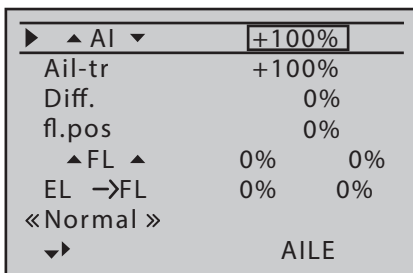 ▶ ▲ AI ▼ +100%
Ail-tr +100%
Diff. 0%
fl.pos 0%
▲ FL ▲ 0% 0%
EL →FL 0% 0%
«Normal »
▼▶ AILE